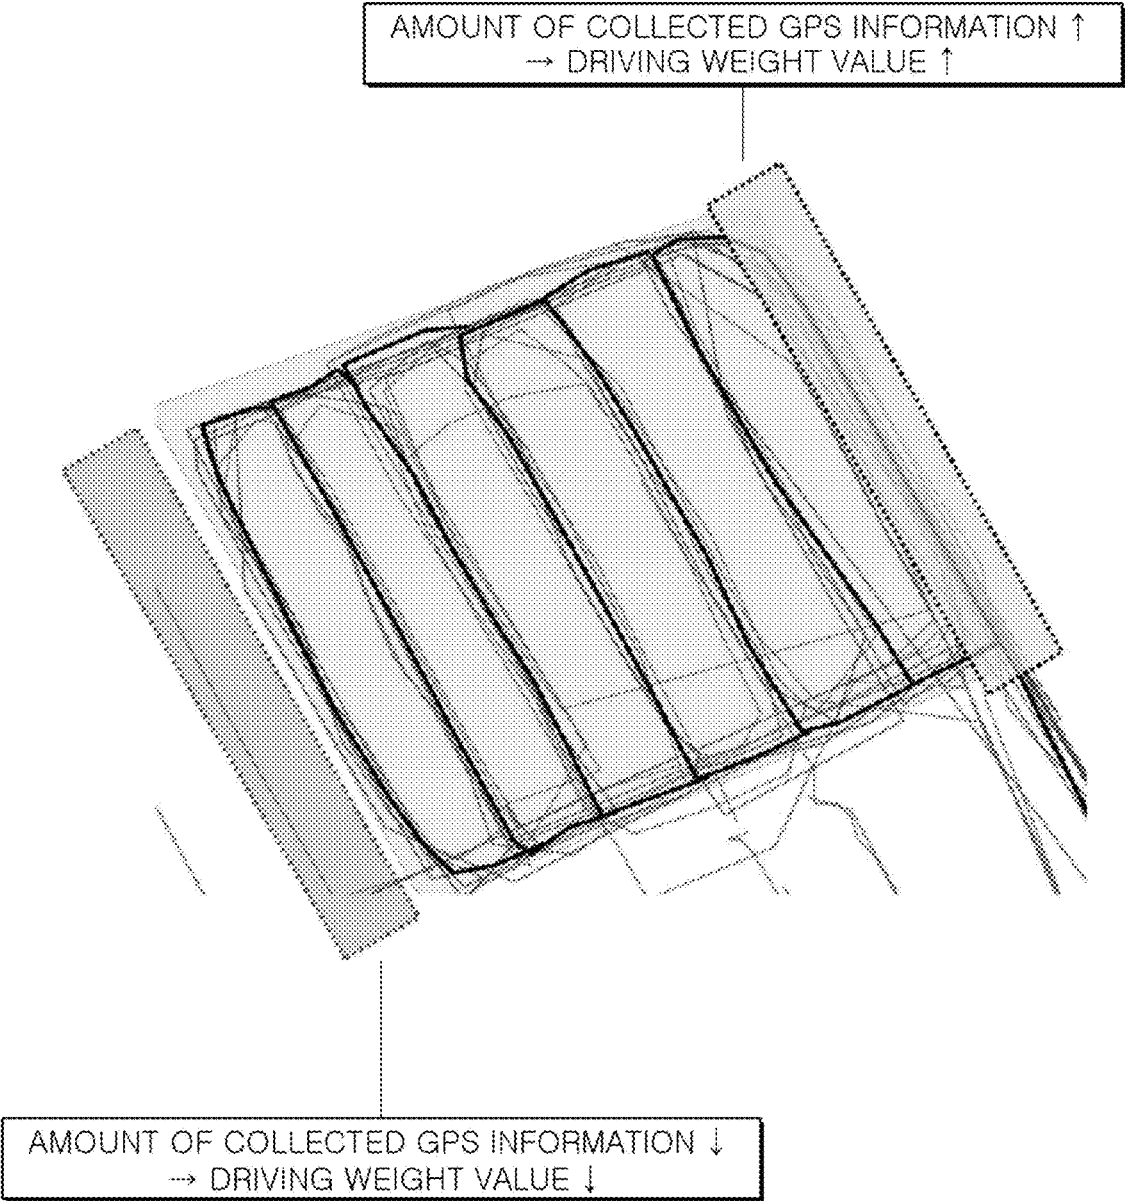 AMOUNT OF COLLECTED GPS INFORMATION ↑
→ DRIVING WEIGHT VALUE ↑
AMOUNT OF COLLECTED GPS INFORMATION ↓
→ DRIVING WEIGHT VALUE ↓